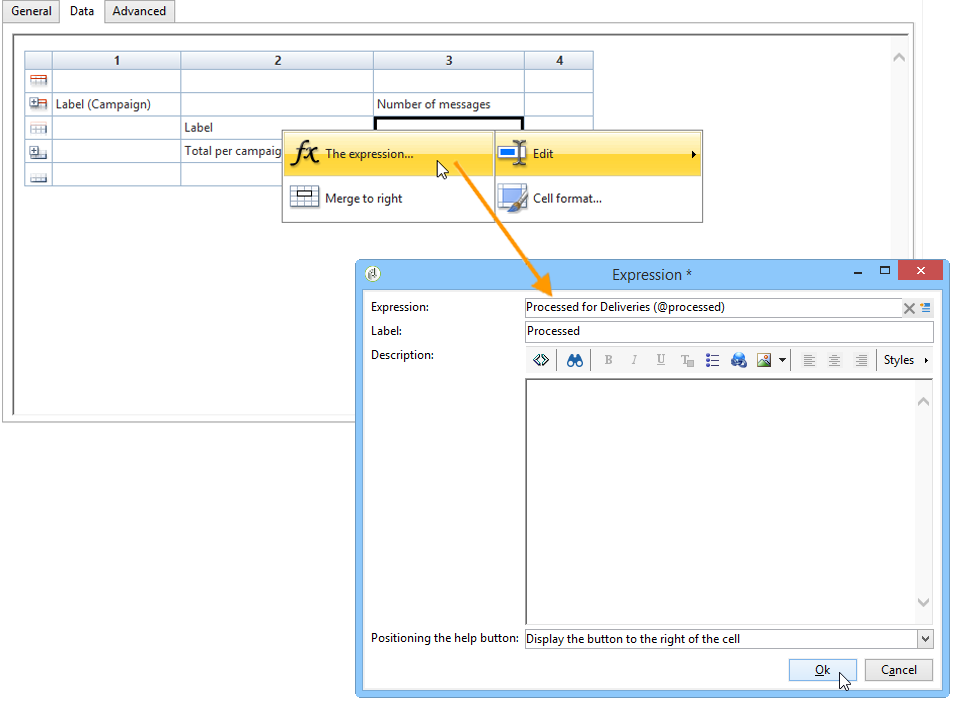 General Data Advanced
1 2 3 4
Label (Campaign) Number of messages
Label
Total per campaig
fx The expression... Edit
Merge to right Cell format...
Expression *
Expression: Processed for Deliveries (@processed)
Label: Processed
Description: B I U T Styles
Positioning the help button: Display the button to the right of the cell
Ok Cancel